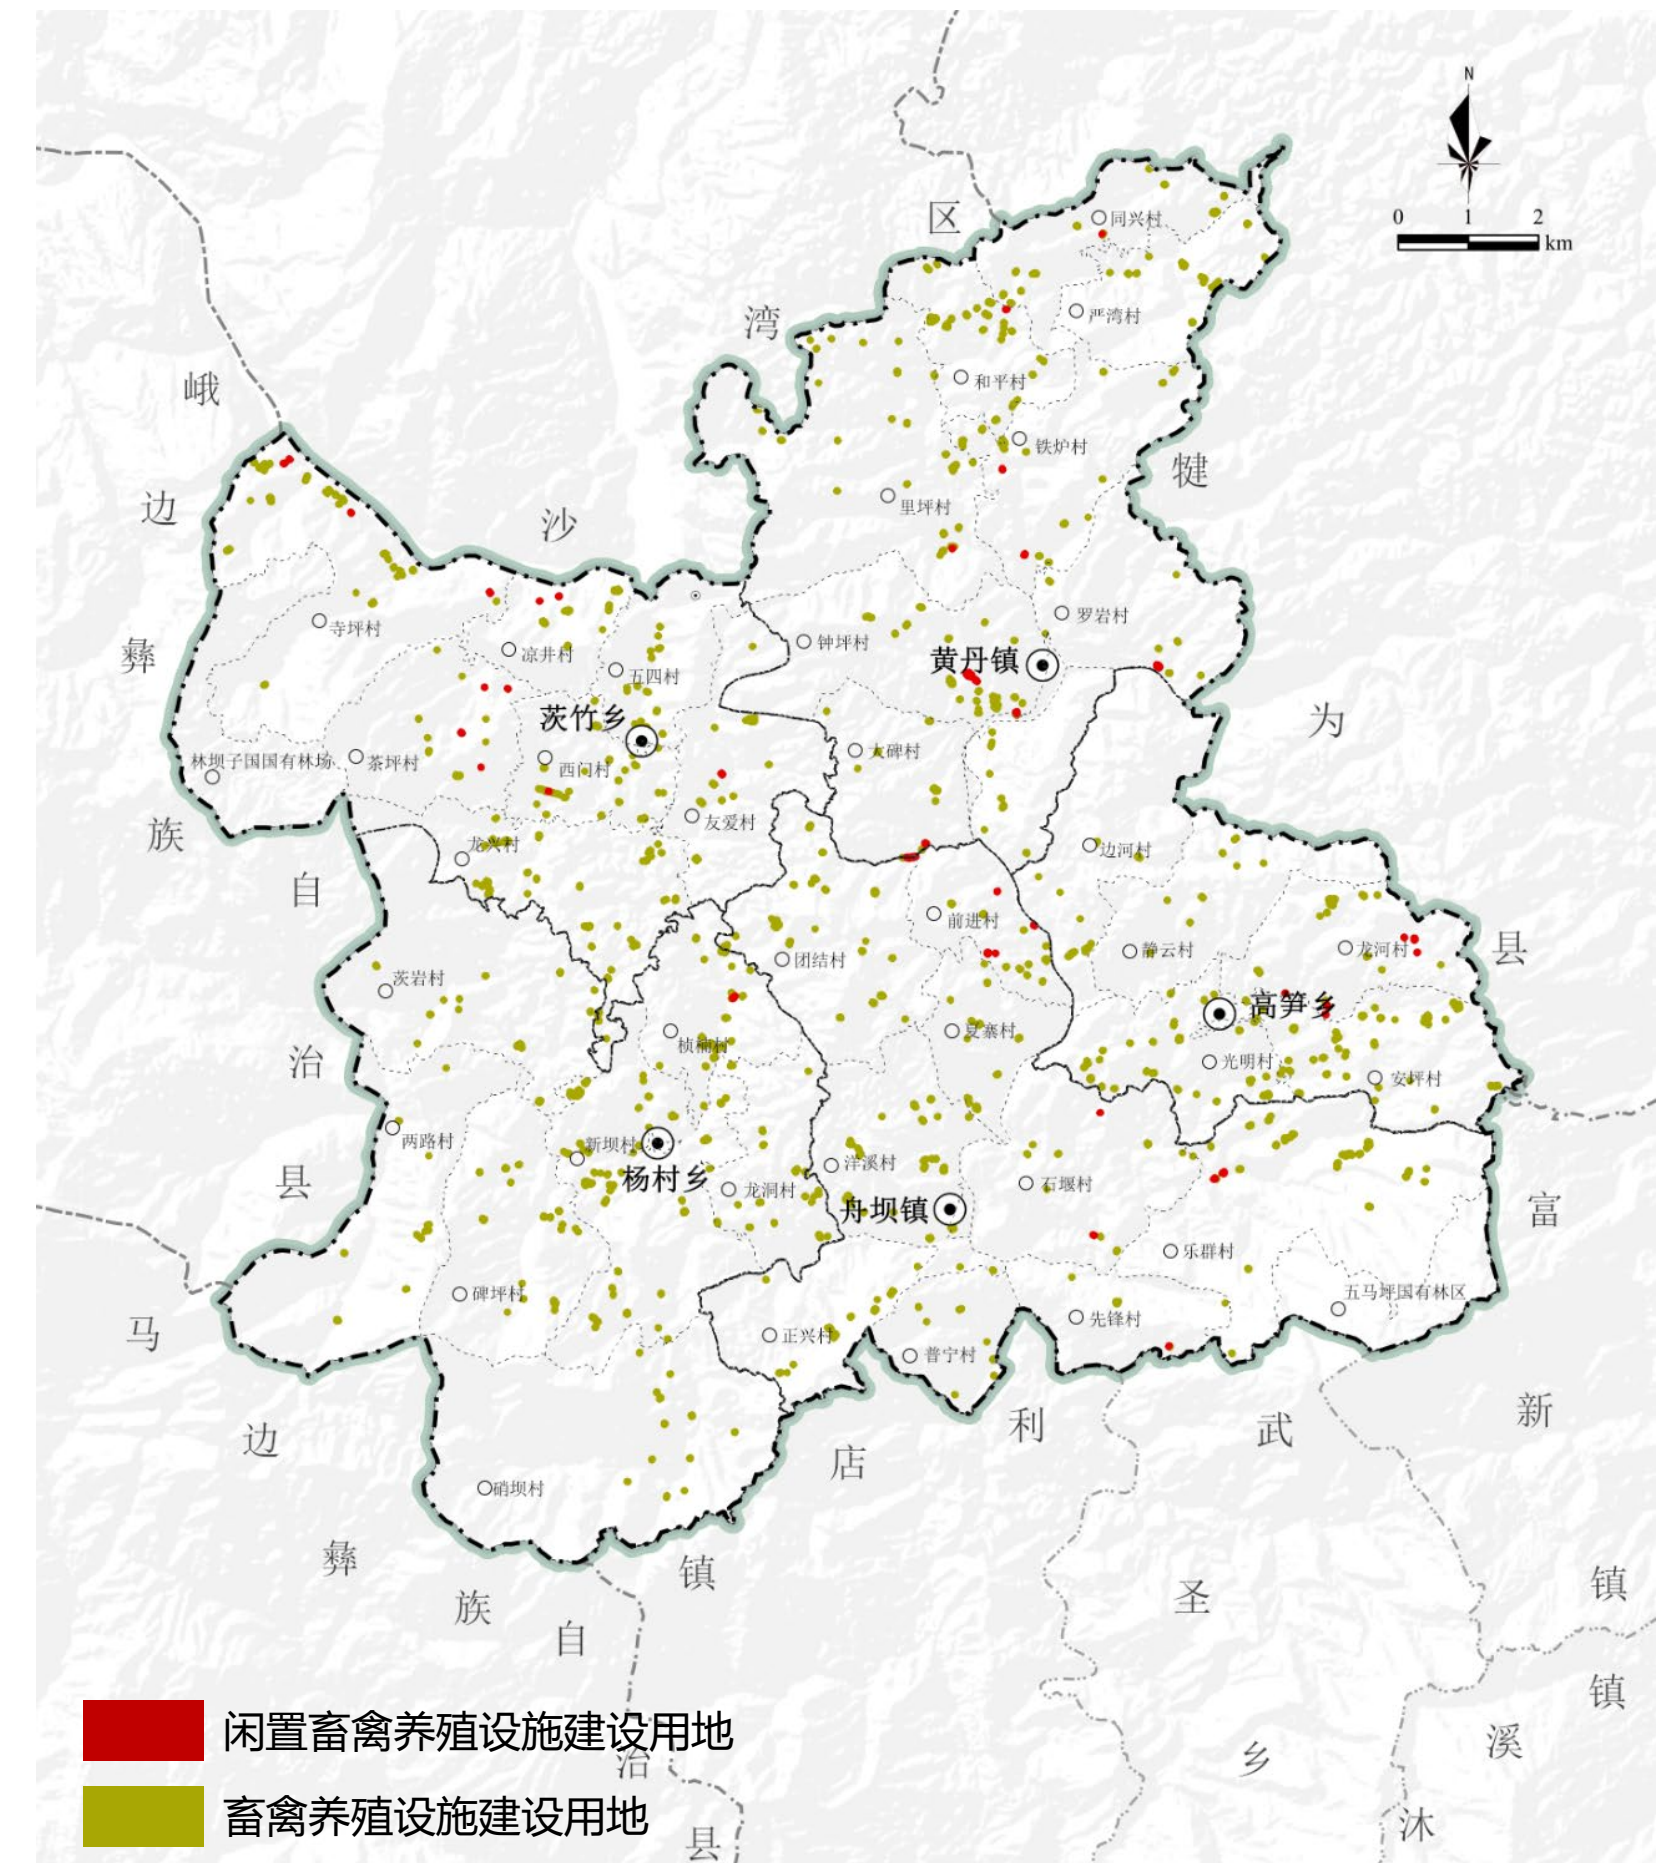 N
0 1 2
km
区
湾
峨
边
彝
族
自
治
县
沙
犍
为
县
同兴村
严湾村
和平村
铁炉村
里坪村
罗岩村
钟坪村
黄丹镇
寺坪村
凉井村
五四村
茨竹乡
西门村
林坝子国国有林场
茶坪村
大碑村
友爱村
龙兴村
边河村
前进村
静云村
龙河村
团结村
茨岩村
高笋乡
夏寨村
桢楠村
光明村
安坪村
两路村
新坝村
杨村乡
龙洞村
洋溪村
舟坝镇
石堰村
乐群村
碑坪村
五马坪国有林区
正兴村
先锋村
普宁村
硝坝村
马
边
彝
族
自
治
县
富
新
镇
利
店
镇
武
圣
乡
镇
溪
沐
闲置畜禽养殖设施建设用地
畜禽养殖设施建设用地